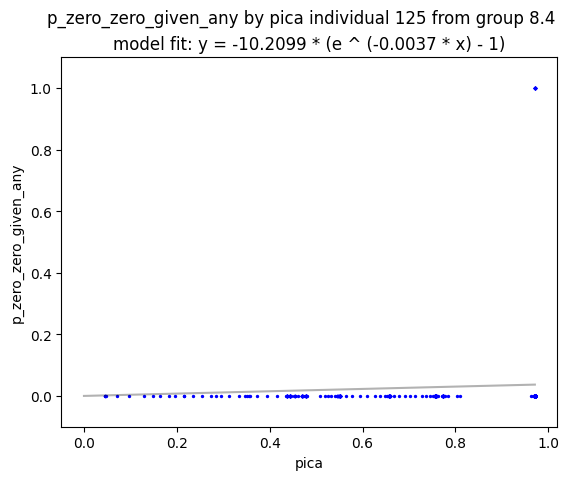 p_zero_zero_given_any by pica individual 125 from group 8.4
model fit: y = -10.2099 * (e ^ (-0.0037 * x) - 1)
1.0
0.8
0.6
0.4
0.2
0.0
p_zero_zero_given_any
0.0 0.2 0.4 0.6 0.8 1.0
pica